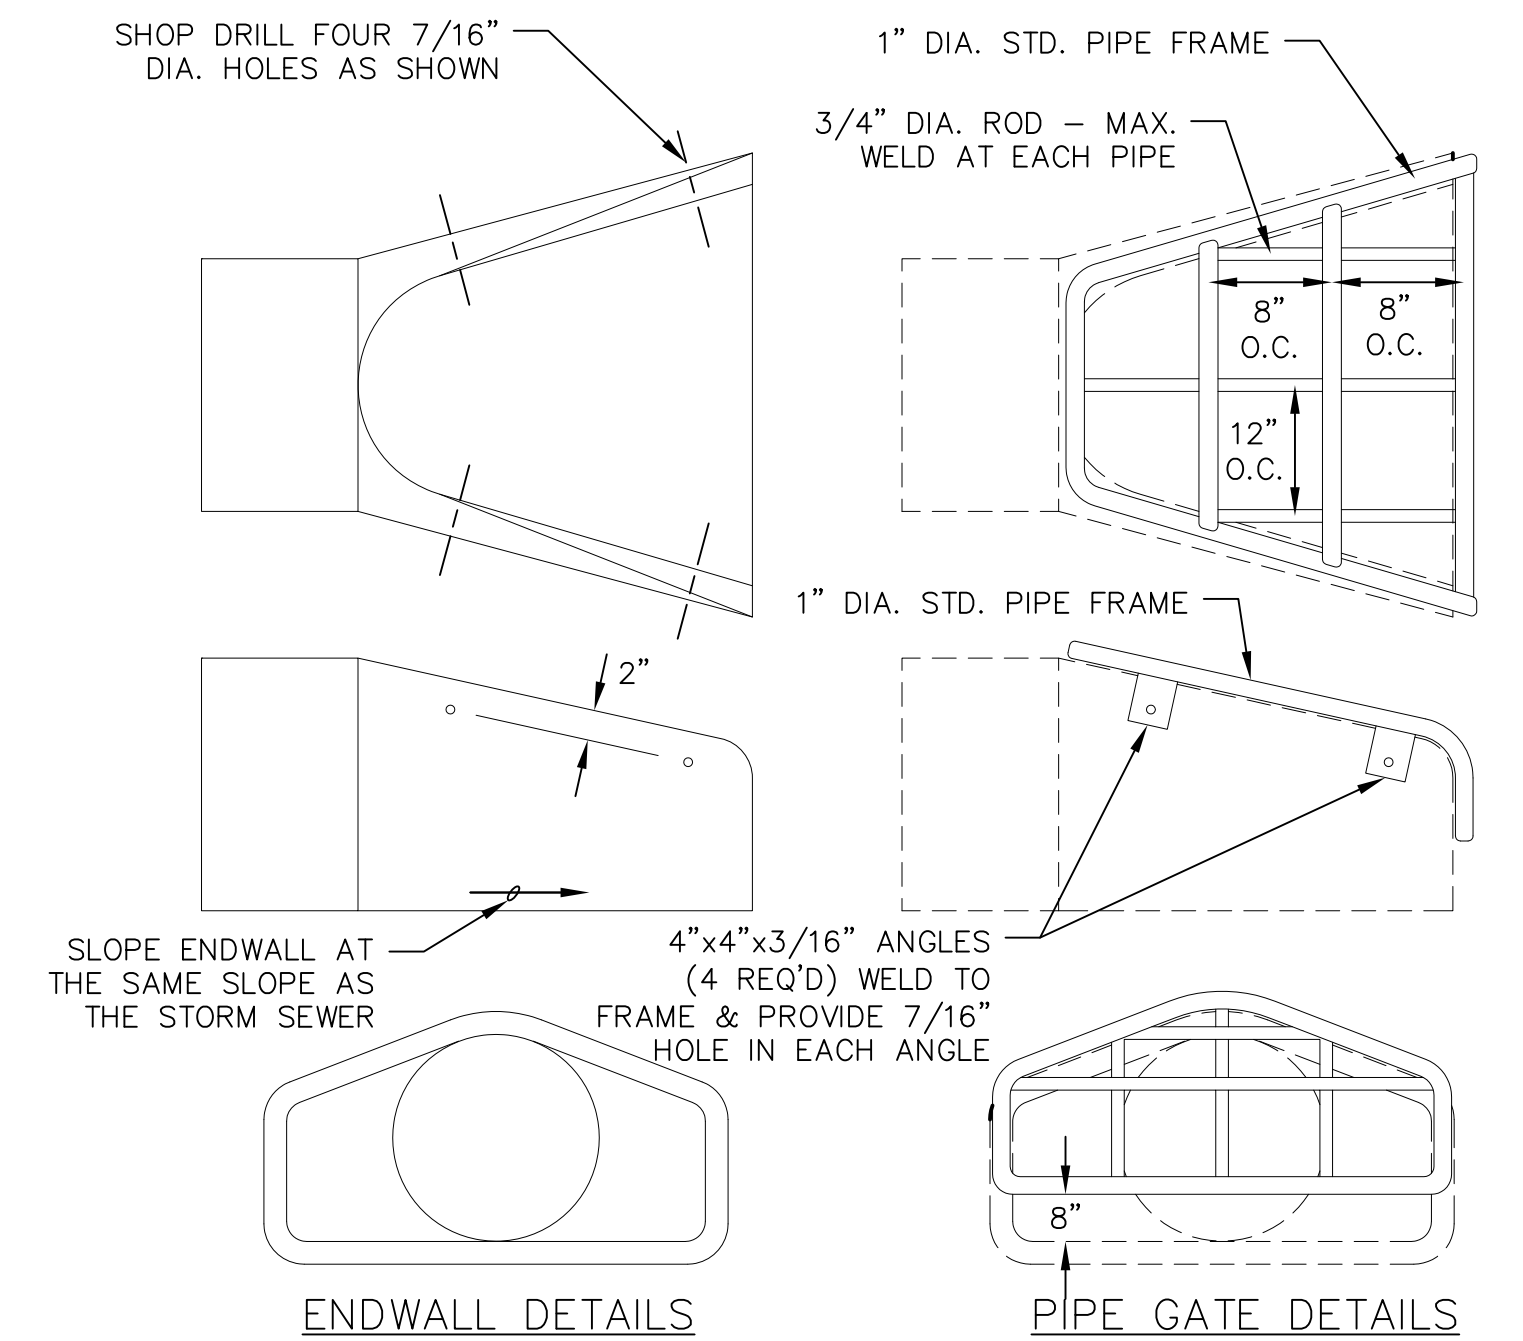 SHOP DRILL FOUR 7/16”
DIA. HOLES AS SHOWN
1” DIA. STD. PIPE FRAME
3/4” DIA. ROD – MAX.
WELD AT EACH PIPE
8”
O.C.
8”
O.C.
12”
O.C.
1” DIA. STD. PIPE FRAME
2”
SLOPE ENDWALL AT
THE SAME SLOPE AS
THE STORM SEWER
4”x4”x3/16” ANGLES
(4 REQ’D) WELD TO
FRAME & PROVIDE 7/16”
HOLE IN EACH ANGLE
8”
ENDWALL DETAILS
PIPE GATE DETAILS